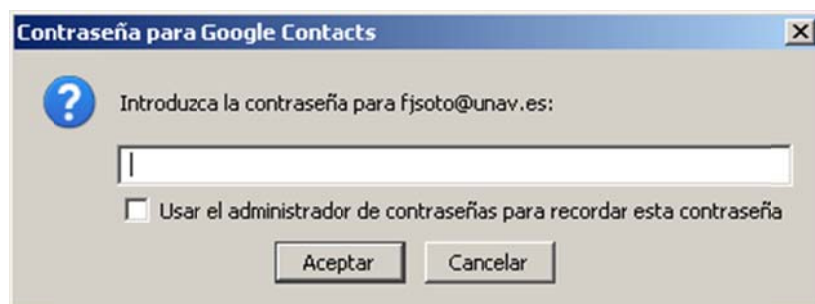 Contraseña para Google Contacts
Introduzca la contraseña para fjsoto@unav.es:
Usar el administrador de contraseñas para recordar esta contraseña
Aceptar Cancelar